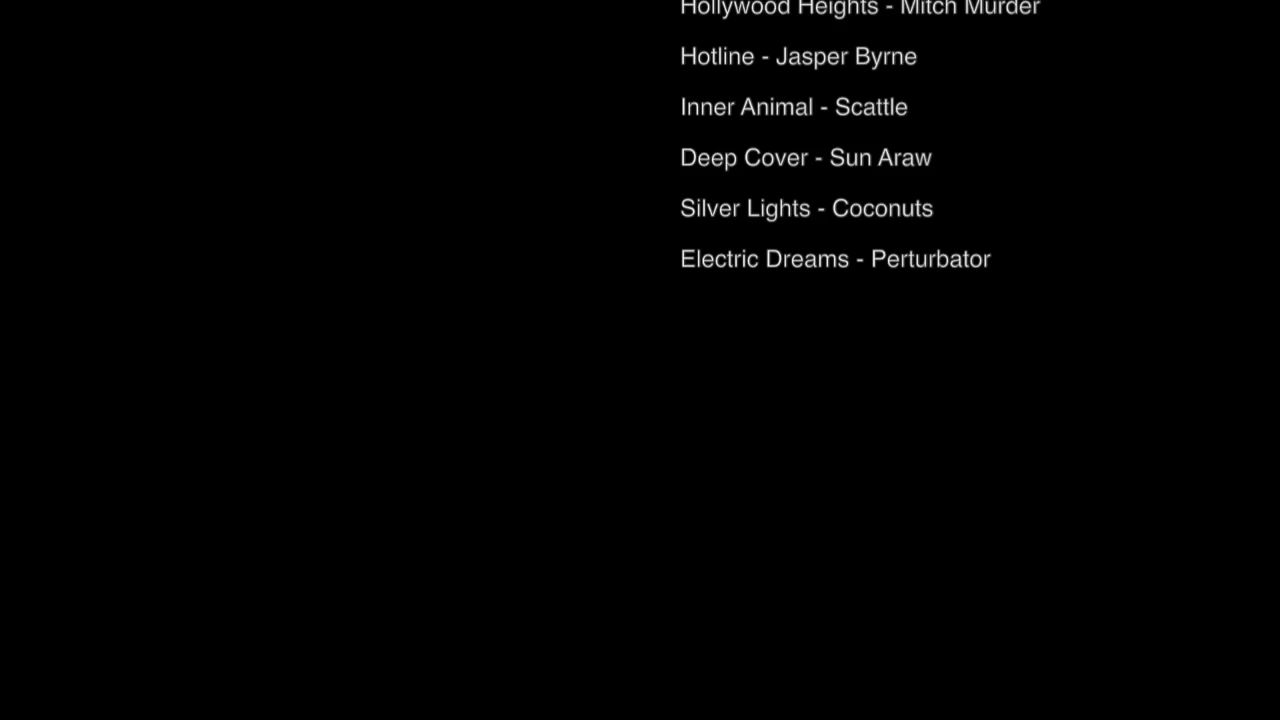 Hollywood Heights - Mitch Murder
Hotline - Jasper Byrne
Inner Animal - Scattle
Deep Cover - Sun Araw
Silver Lights - Coconuts
Electric Dreams - Perturbator